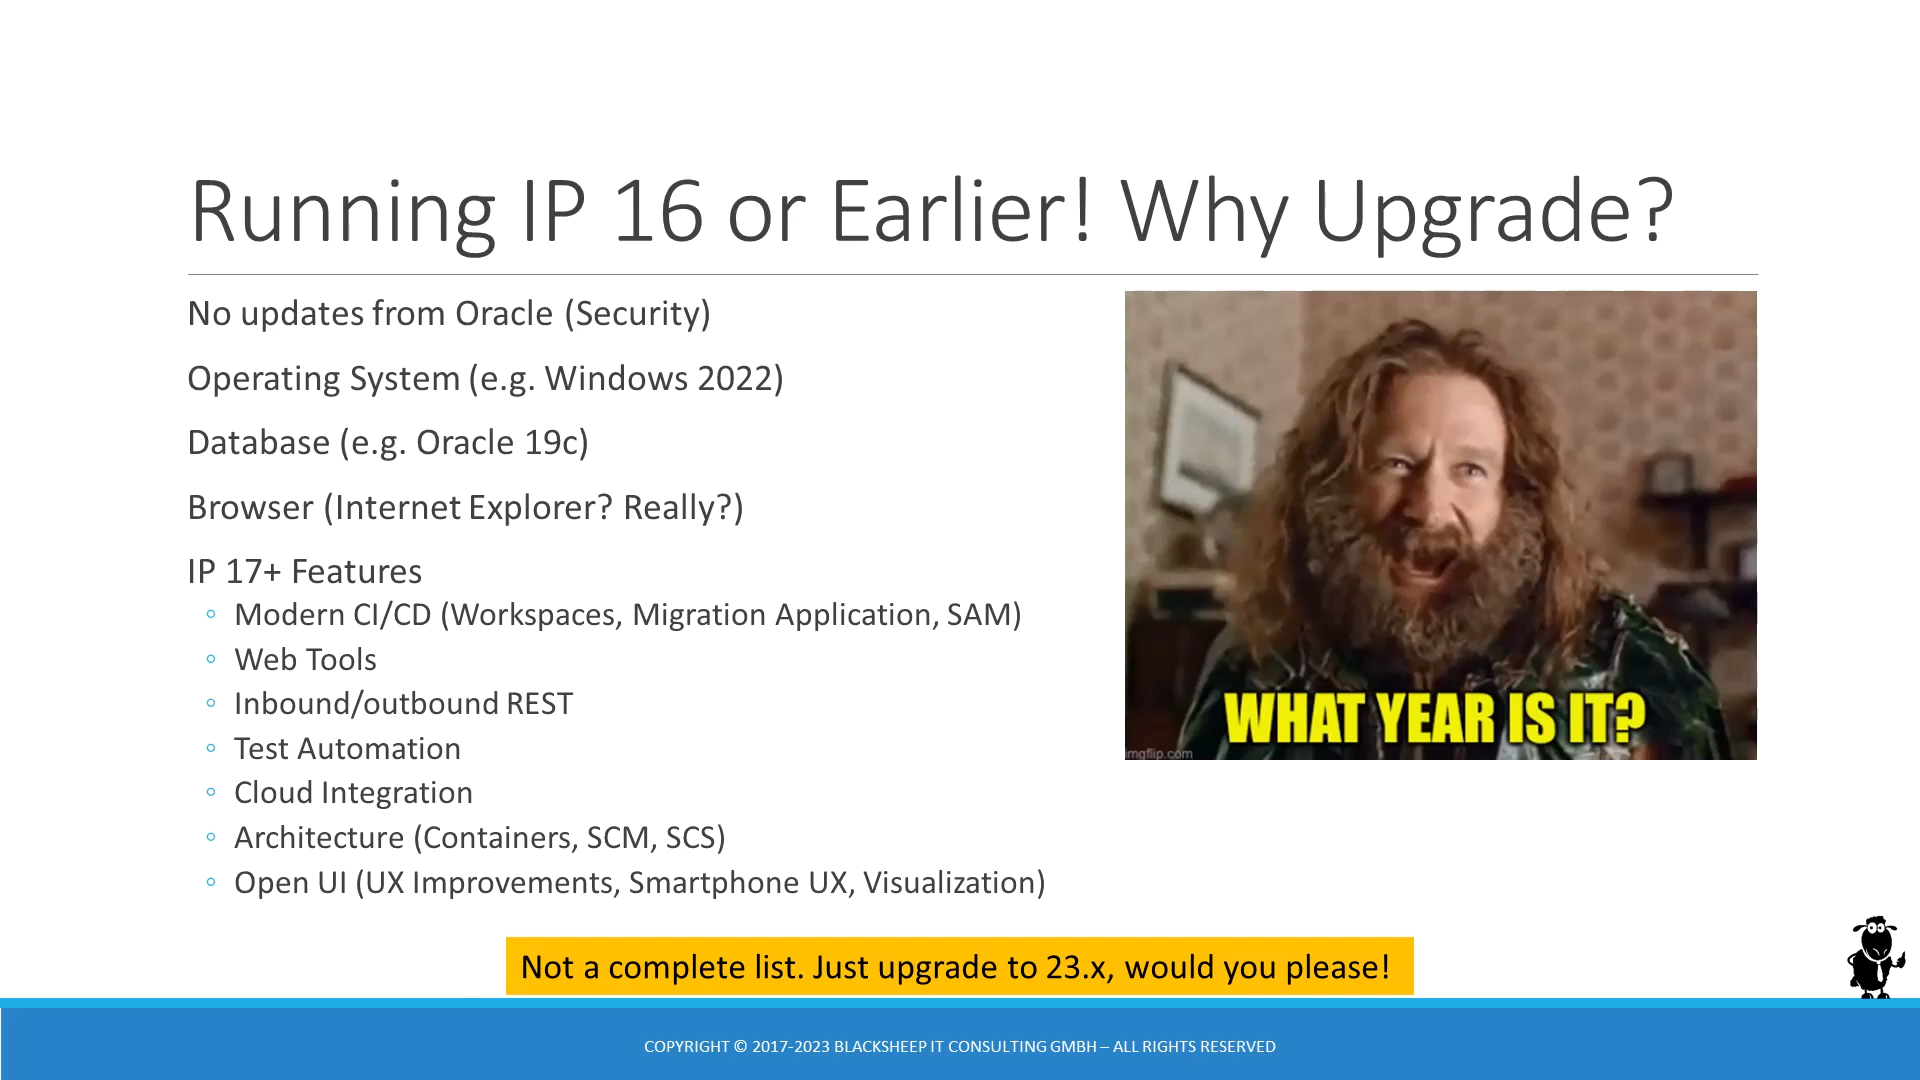 Running IP 16 or Earlier! Why Upgrade?
No updates from Oracle (Security)
Operating System (e.g. Windows 2022)
Database (e.g. Oracle 19c)
Browser (Internet Explorer? Really?)
IP 17+ Features
Modern CI/CD (Workspaces, Migration Application, SAM)
Web Tools
Inbound/outbound REST
Test Automation
Cloud Integration
Architecture (Containers, SCM, SCS)
Open UI (UX Improvements, Smartphone UX, Visualization)
WHAT YEAR IS IT?
imgflip.com
Not a complete list. Just upgrade to 23.x, would you please!
COPYRIGHT © 2017-2023 BLACKSHEEP IT CONSULTING GMBH – ALL RIGHTS RESERVED